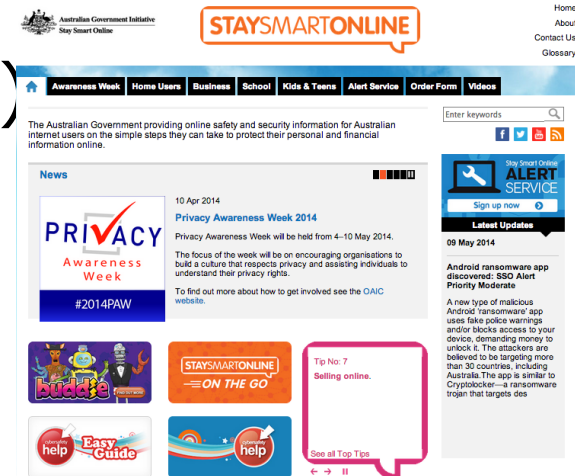 Australian Government Initiative
Stay Smart Online
STAYSMARTONLINE
Home
About
Contact Us
Glossary
Awareness Week Home Users Business School Kids & Teens Alert Service Order Form Videos
The Australian Government providing online safety and security information for Australian
internet users on the simple steps they can take to protect their personal and financial
information online.
Enter keywords
News
PRIVACY
Awareness
Week
#2014PAW
10 Apr 2014
Privacy Awareness Week 2014
Privacy Awareness Week will be held from 4–10 May 2014.
The focus of the week will be on encouraging organisations to
build a culture that respects privacy and assisting individuals to
understand their privacy rights.
To find out more about how to get involved see the OAIC
website.
Stay Smart Online
ALERT
SERVICE
Sign up now
Latest Updates
09 May 2014
Android ransomware app
discovered: SSO Alert
Priority Moderate
A new type of malicious
Android 'ransomware' app
uses fake police warnings
and/or blocks access to your
device, demanding money to
unlock it. The attackers are
believed to be targeting more
than 30 countries, including
Australia.The app is similar to
Cryptolocker—a ransomware
trojan that targets des
budd:e
FIND OUT MORE
STAYSMARTONLINE
ON THE GO
Tip No: 7
Selling online.
See all Top Tips
cybersafety
help
Easy
Guide
cybersafety
help